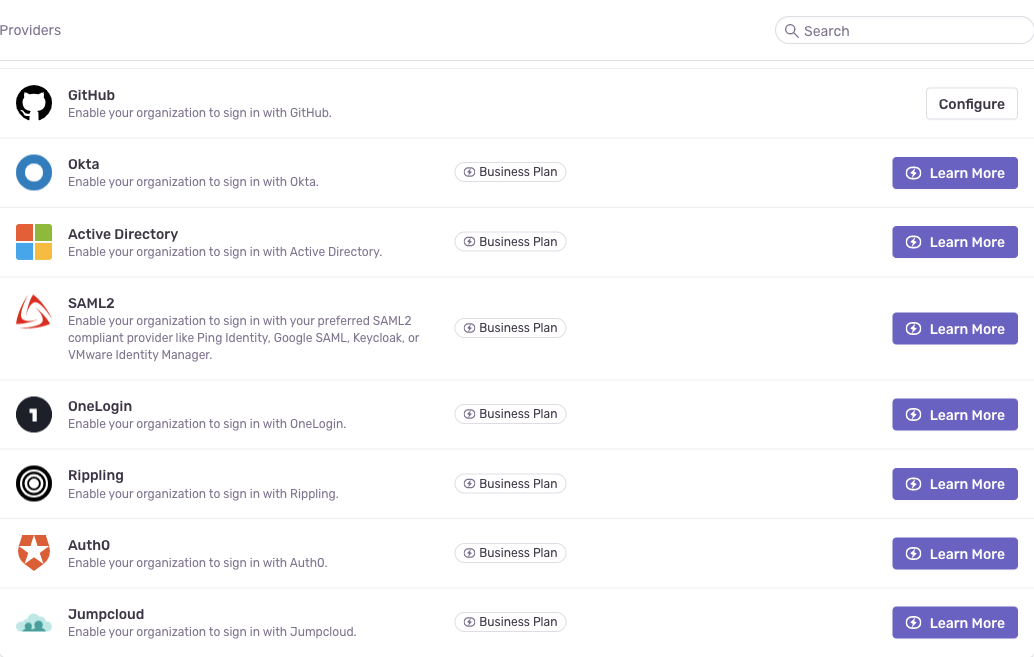 Providers
Search
GitHub
Enable your organization to sign in with GitHub.
Configure
Okta
Enable your organization to sign in with Okta.
Business Plan
Learn More
Active Directory
Enable your organization to sign in with Active Directory.
Business Plan
Learn More
SAML2
Enable your organization to sign in with your preferred SAML2
compliant provider like Ping Identity, Google SAML, Keycloak, or
VMware Identity Manager.
Business Plan
Learn More
1
OneLogin
Enable your organization to sign in with OneLogin.
Business Plan
Learn More
Rippling
Enable your organization to sign in with Rippling.
Business Plan
Learn More
Auth0
Enable your organization to sign in with Auth0.
Business Plan
Learn More
Jumpcloud
Enable your organization to sign in with Jumpcloud.
Business Plan
Learn More